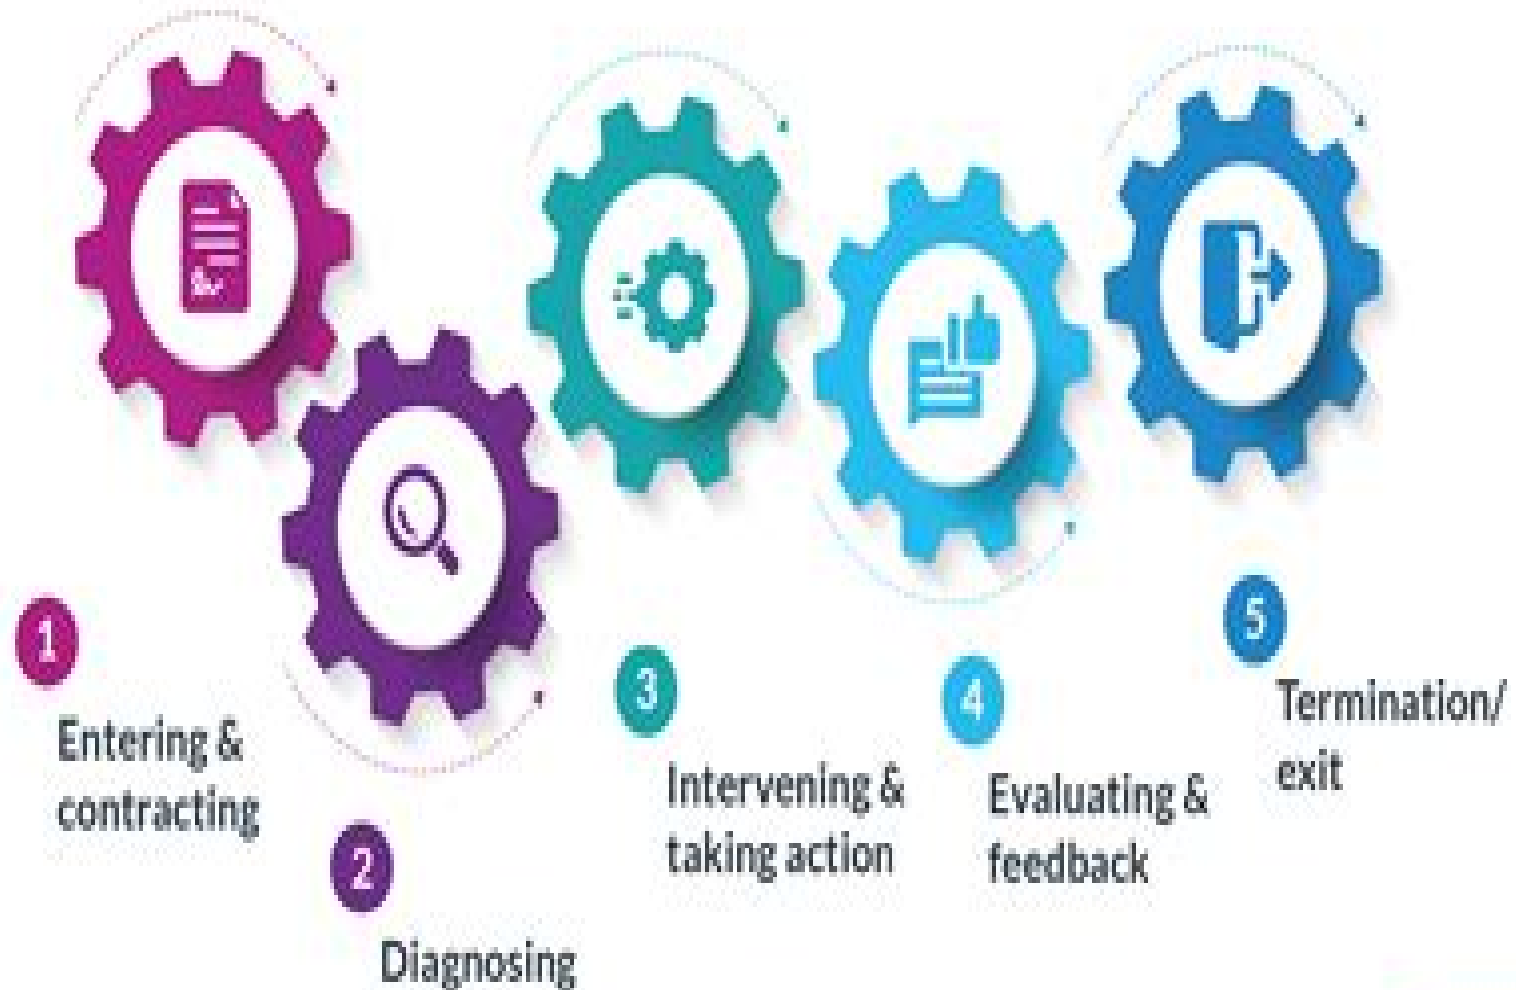 1
Entering &
contracting
2
Diagnosing
3
Intervening &
taking action
4
Evaluating &
feedback
5
Termination/
exit